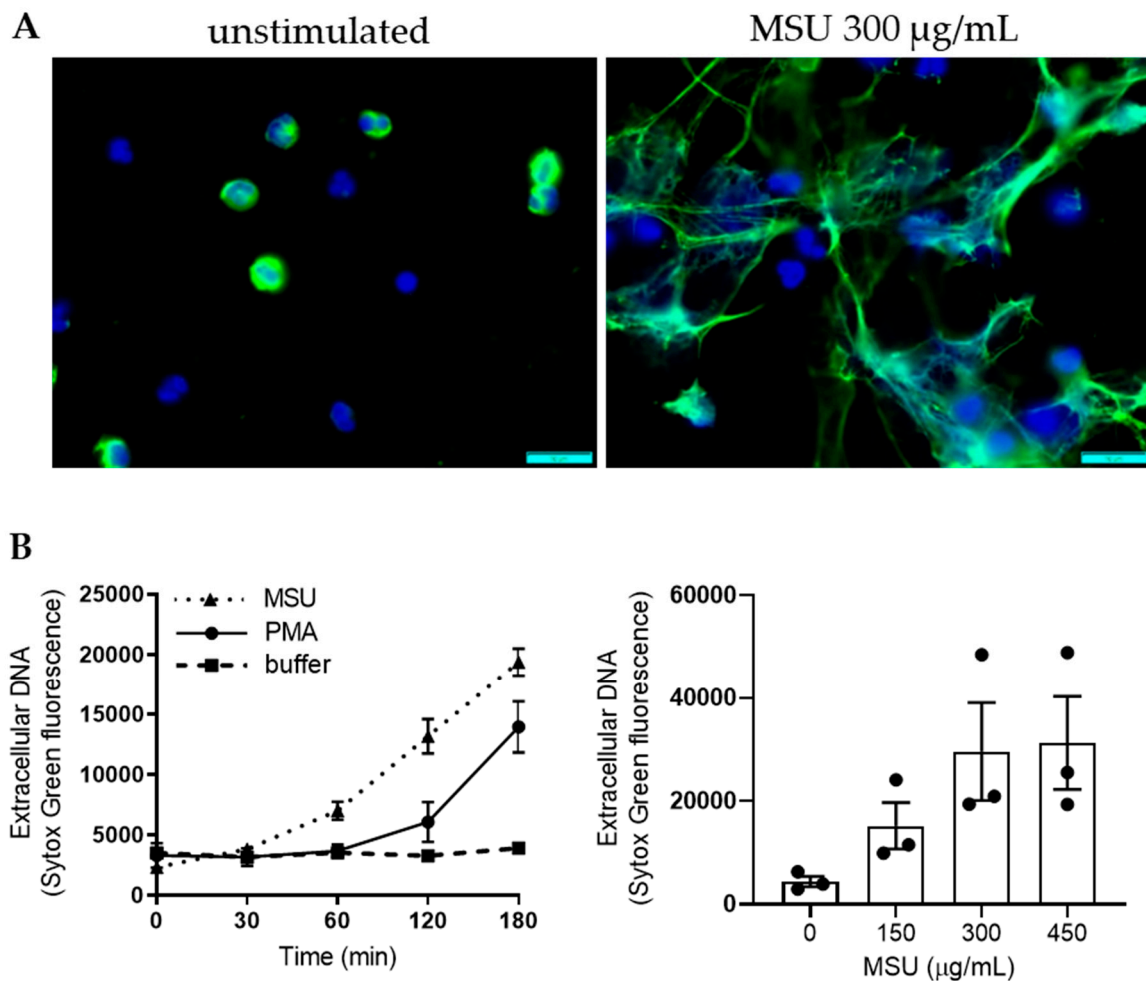 A
unstimulated
MSU 300 µg/mL
B
Extracellular DNA
(Sytox Green fluorescence)
25000
20000
15000
10000
5000
0
MSU
PMA
buffer
0 30 60 120 180
Time (min)
Extracellular DNA
(Sytox Green fluorescence)
60000
40000
20000
0
0 150 300 450
MSU (µg/mL)